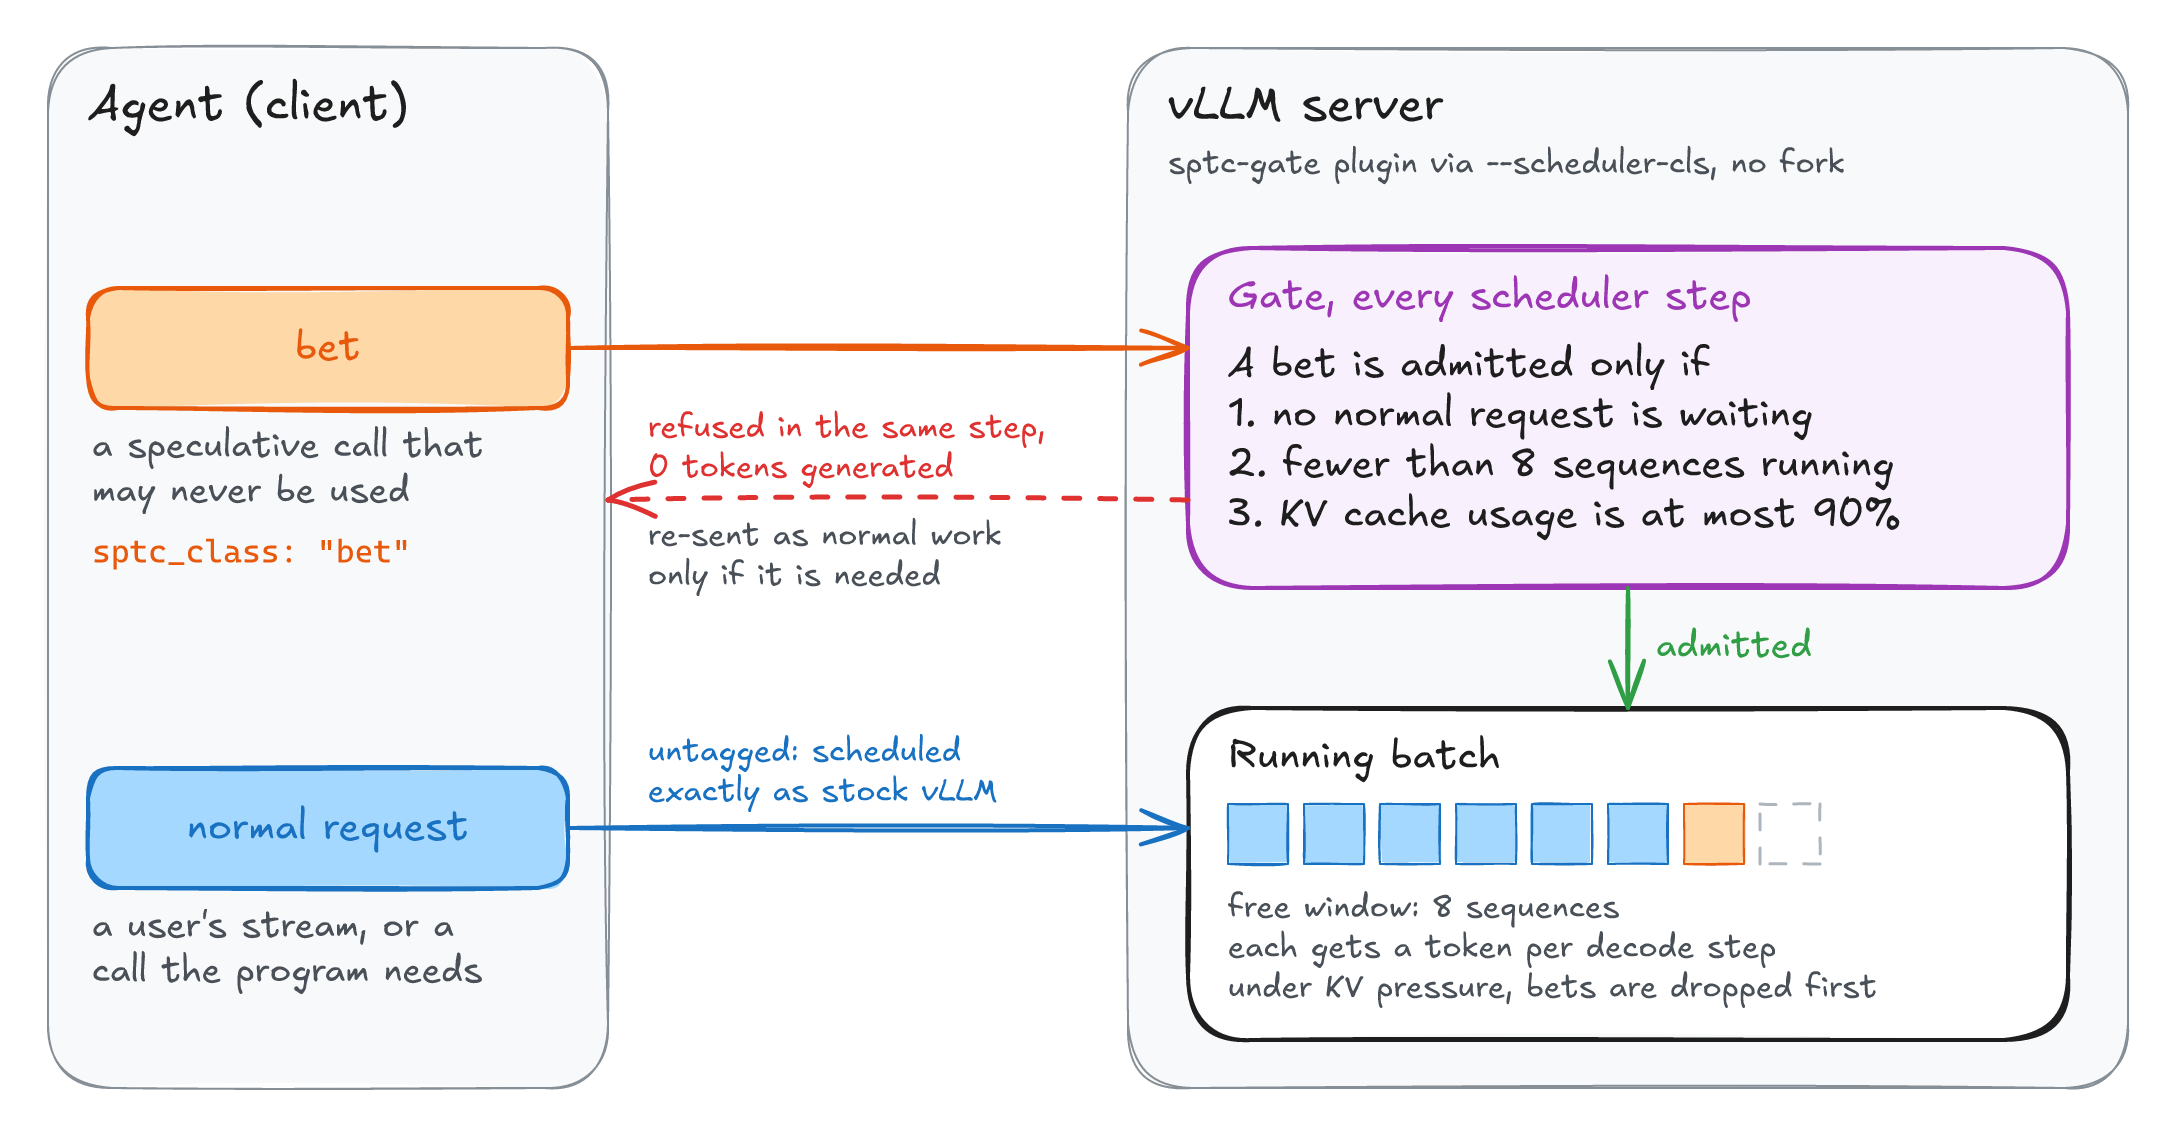 Agent (client)
bet
a speculative call that
may never be used
sptc_class: "bet"
normal request
a user's stream, or a
call the program needs
refused in the same step,
0 tokens generated
re-sent as normal work
only if it is needed
untagged: scheduled
exactly as stock vLLM
vLLM server
sptc-gate plugin via --scheduler-cls, no fork
Gate, every scheduler step
A bet is admitted only if
1. no normal request is waiting
2. fewer than 8 sequences running
3. KV cache usage is at most 90%
admitted
Running batch
free window: 8 sequences
each gets a token per decode step
under KV pressure, bets are dropped first